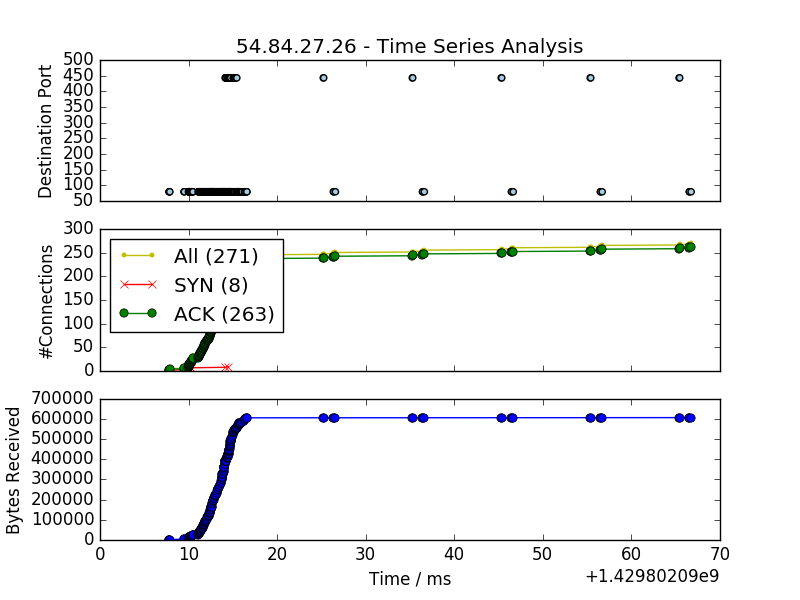 54.84.27.26 - Time Series Analysis
Destination Port
500
450
400
350
300
250
200
150
100
50
#Connections
300
250
200
150
100
50
0
All (271)
SYN (8)
ACK (263)
Bytes Received
700000
600000
500000
400000
300000
200000
100000
0
0 10 20 30 40 50 60 70
Time / ms
+1.42980209e9